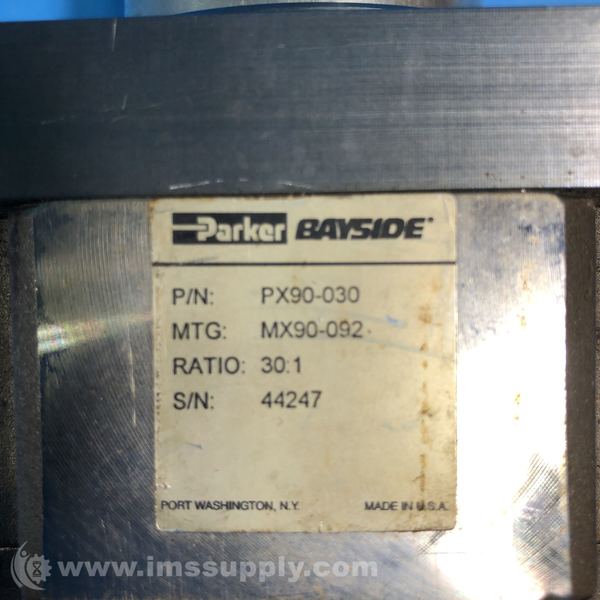 Parker BAYSIDE
P/N: PX90-030
MTG: MX90-092
RATIO: 30:1
S/N: 44247
PORT WASHINGTON, N.Y. MADE IN U.S.A.
www.imssupply.com